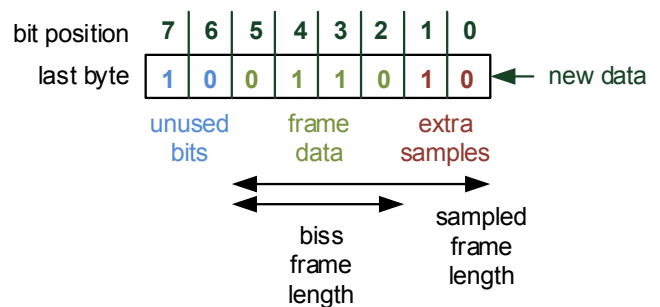 bit position 7 6 5 4 3 2 1 0
last byte 1 0 0 1 1 0 1 0 new data
unused frame extra
bits data samples
biss sampled
frame frame
length length